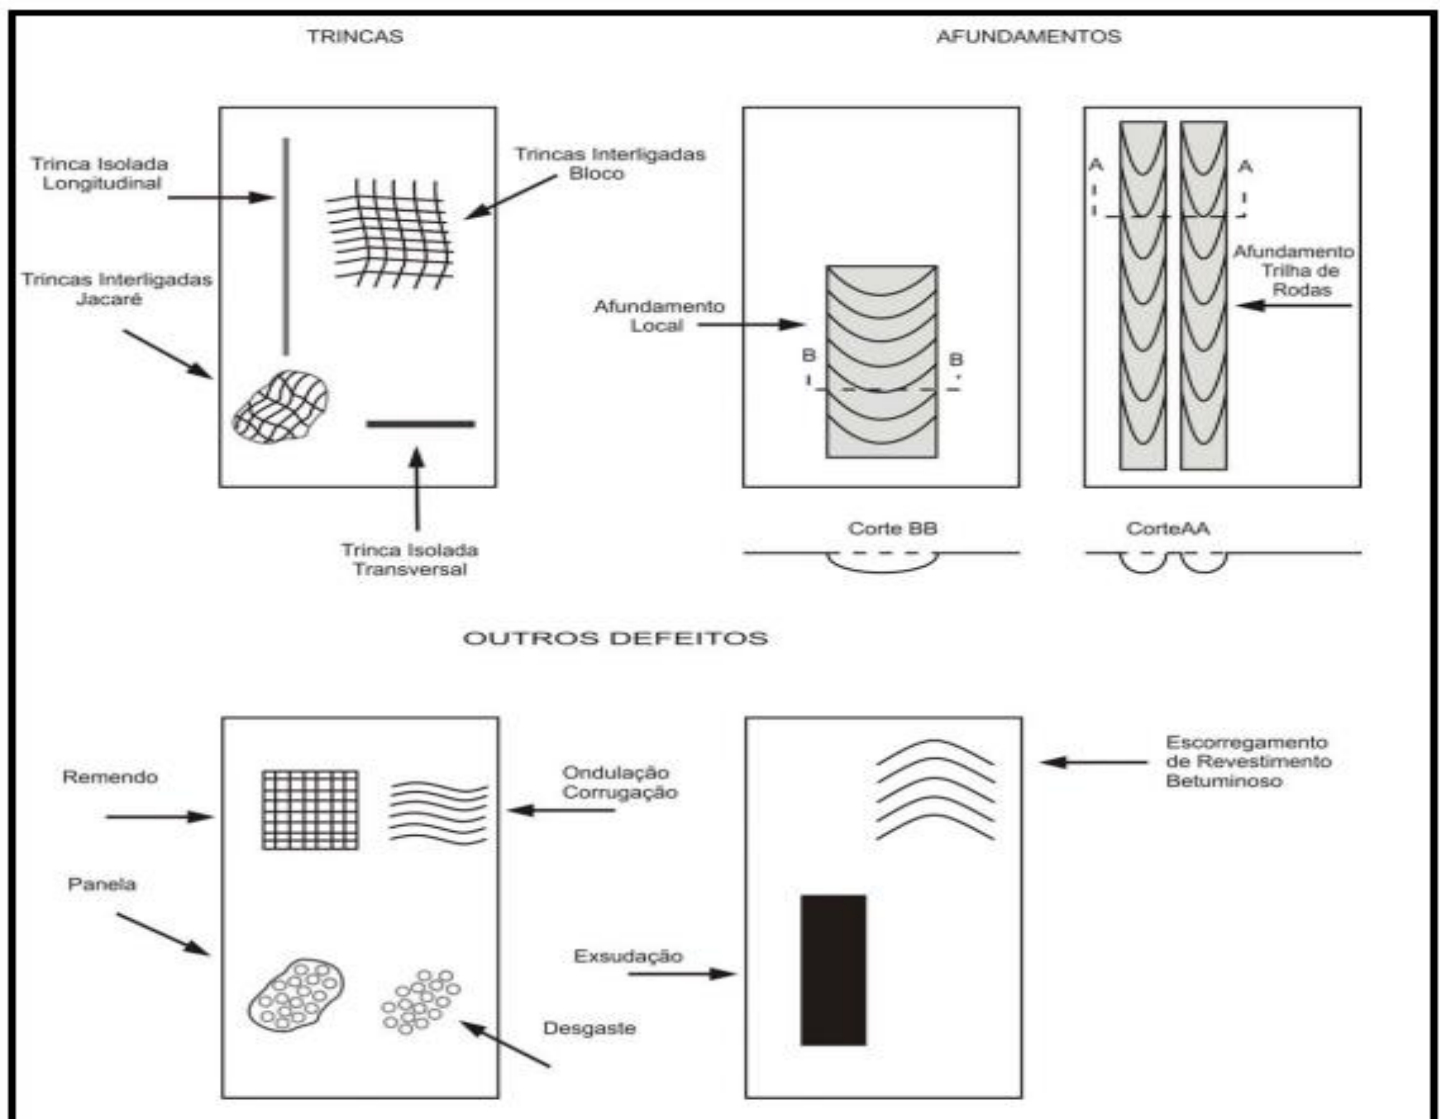 TRINCAS
AFUNDAMENTOS
Trinca Isolada
Longitudinal
Trincas Interligadas
Bloco
Trincas Interligadas
Jacaré
Trinca Isolada
Transversal
Afundamento
Local
B
B
A
A
Afundamento
Trilha de
Rodas
Corte BB
CorteAA
OUTROS DEFEITOS
Remendo
Ondulação
Corrugação
Panela
Desgaste
Escorregamento
de Revestimento
Betuminoso
Exsudação